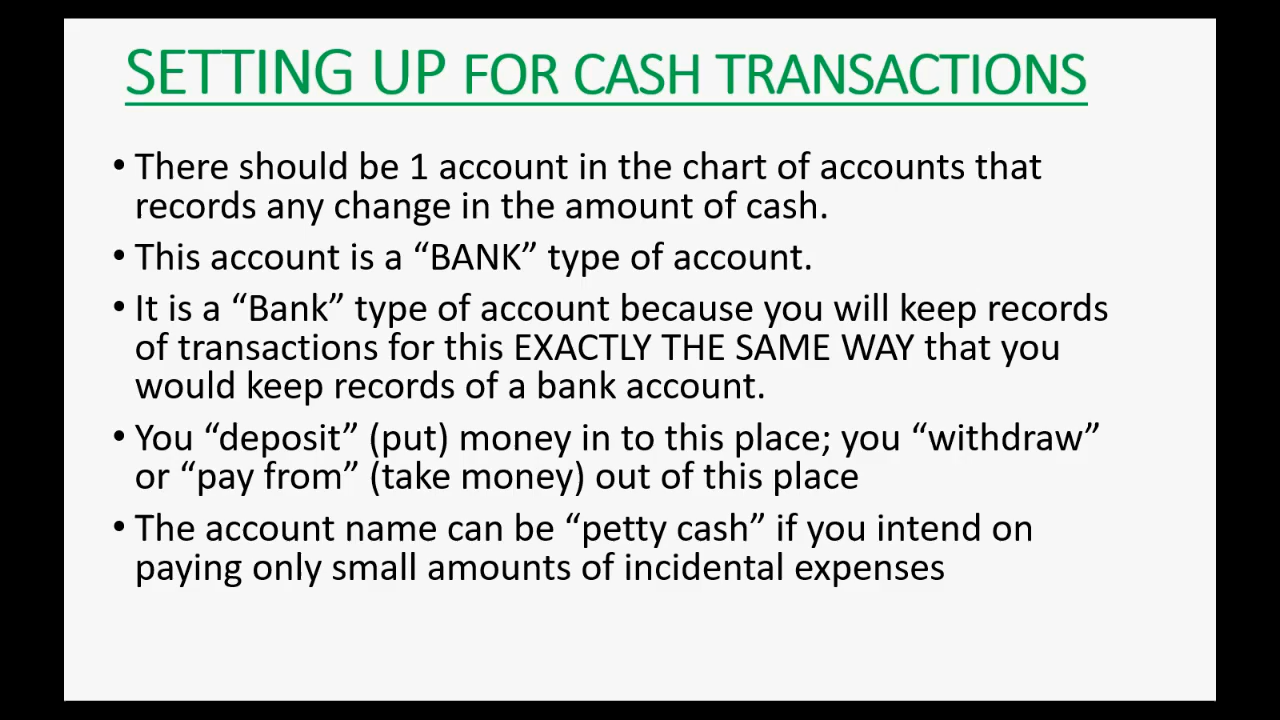 SETTING UP FOR CASH TRANSACTIONS
• There should be 1 account in the chart of accounts that
records any change in the amount of cash.
• This account is a “BANK” type of account.
• It is a “Bank” type of account because you will keep records
of transactions for this EXACTLY THE SAME WAY that you
would keep records of a bank account.
• You “deposit” (put) money in to this place; you “withdraw”
or “pay from” (take money) out of this place
• The account name can be “petty cash” if you intend on
paying only small amounts of incidental expenses